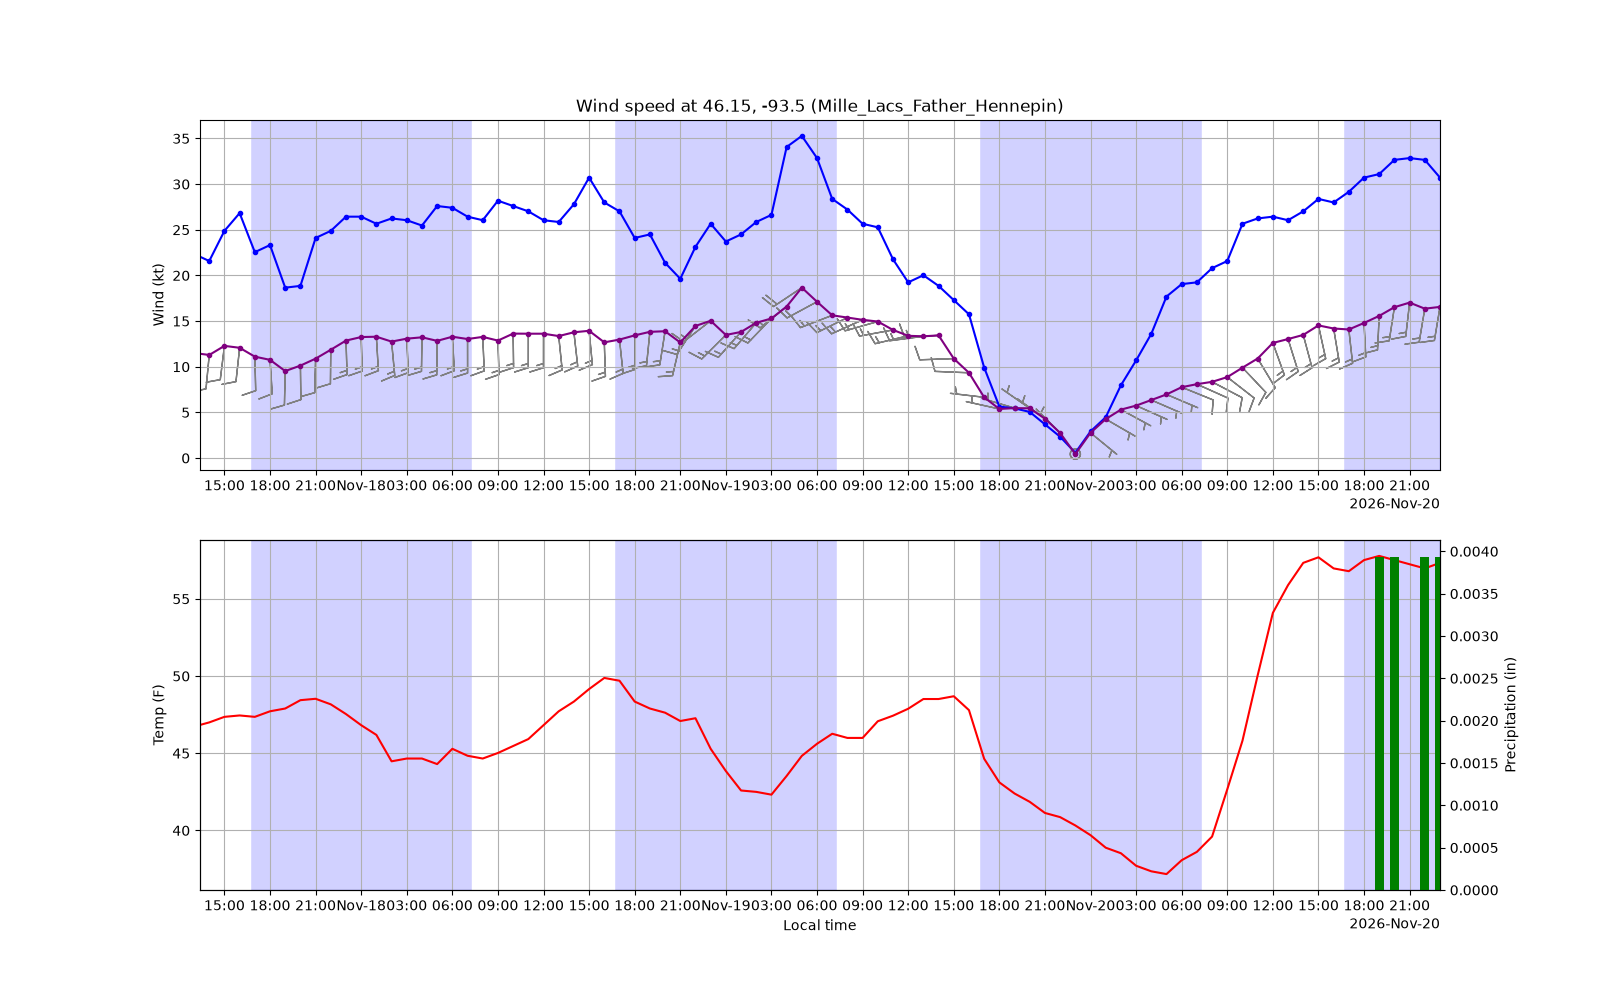 Wind speed at 46.15, -93.5 (Mille_Lacs_Father_Hennepin)
Wind (kt)
35
30
25
20
15
10
5
0
15:00 18:00 21:00 Nov-18 03:00 06:00 09:00 12:00 15:00 18:00 21:00 Nov-19 03:00 06:00 09:00 12:00 15:00 18:00 21:00 Nov-20 03:00 06:00 09:00 12:00 15:00 18:00 21:00
2026-Nov-20
Temp (F)
55
50
45
40
0.0040
0.0035
0.0030
0.0025
0.0020
0.0015
0.0010
0.0005
0.0000
Precipitation (in)
15:00 18:00 21:00 Nov-18 03:00 06:00 09:00 12:00 15:00 18:00 21:00 Nov-19 03:00 06:00 09:00 12:00 15:00 18:00 21:00 Nov-20 03:00 06:00 09:00 12:00 15:00 18:00 21:00
2026-Nov-20
Local time